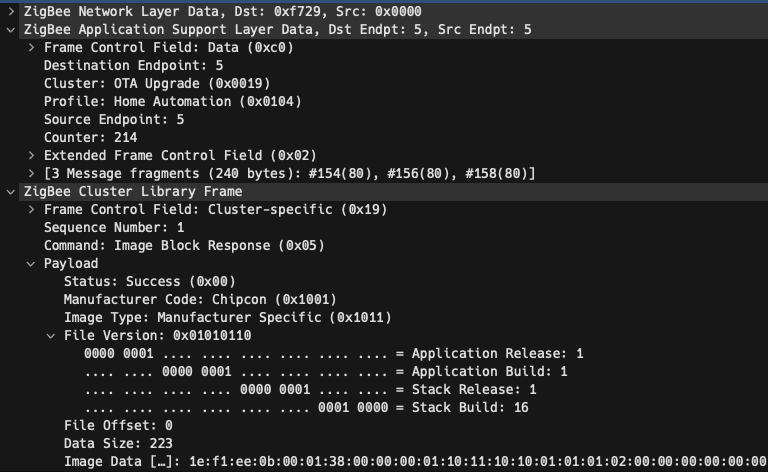 ZigBee Network Layer Data, Dst: 0xf729, Src: 0x0000
ZigBee Application Support Layer Data, Dst Endpt: 5, Src Endpt: 5
Frame Control Field: Data (0xc0)
Destination Endpoint: 5
Cluster: OTA Upgrade (0x0019)
Profile: Home Automation (0x0104)
Source Endpoint: 5
Counter: 214
Extended Frame Control Field (0x02)
[3 Message fragments (240 bytes): #154(80), #156(80), #158(80)]
ZigBee Cluster Library Frame
Frame Control Field: Cluster-specific (0x19)
Sequence Number: 1
Command: Image Block Response (0x05)
Payload
Status: Success (0x00)
Manufacturer Code: Chipcon (0x1001)
Image Type: Manufacturer Specific (0x1011)
File Version: 0x01010110
0000 0001 .... .... .... .... .... .... = Application Release: 1
.... .... 0000 0001 .... .... .... .... = Application Build: 1
.... .... .... .... 0000 0001 .... .... = Stack Release: 1
.... .... .... .... .... .... 0001 0000 = Stack Build: 16
File Offset: 0
Data Size: 223
Image Data […]: 1e:f1:ee:0b:00:01:38:00:00:00:01:10:11:10:10:01:01:01:02:00:00:00:00:00:00